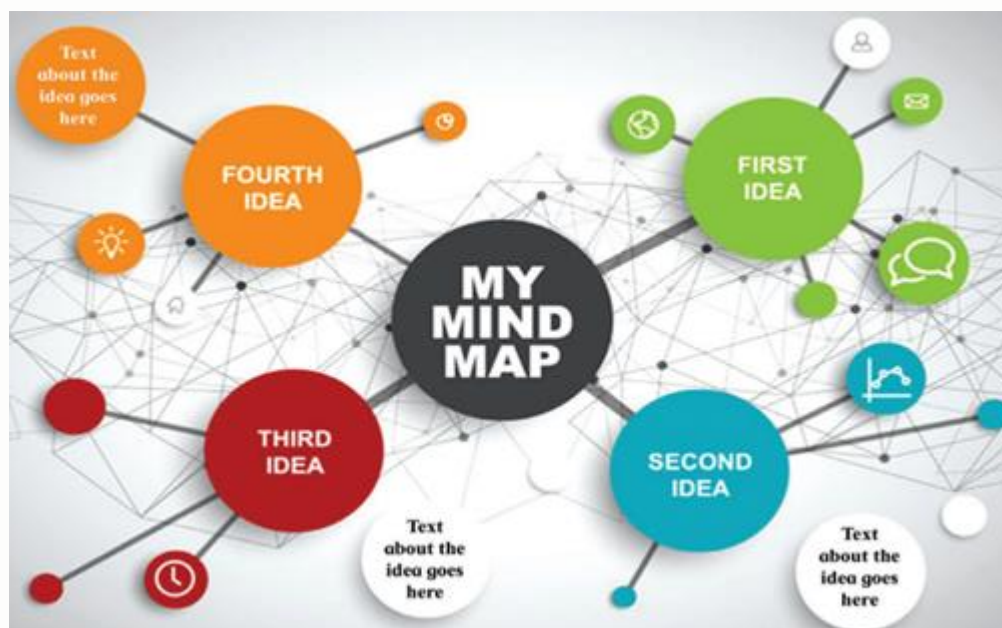 Text
about the
idea goes
here
FOURTH
IDEA
FIRST
IDEA
MY
MIND
MAP
THIRD
IDEA
SECOND
IDEA
Text
about the
idea goes
here
Text
about the
idea goes
here